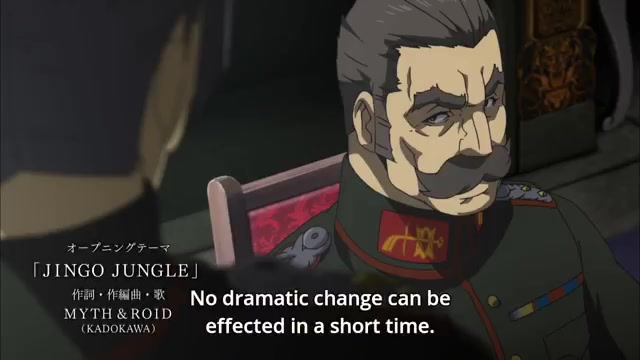 オープニングテーマ
「JINGO JUNGLE」
作詞・作編曲・歌
MYTH & ROID
(KADOKAWA)
No dramatic change can be
effected in a short time.